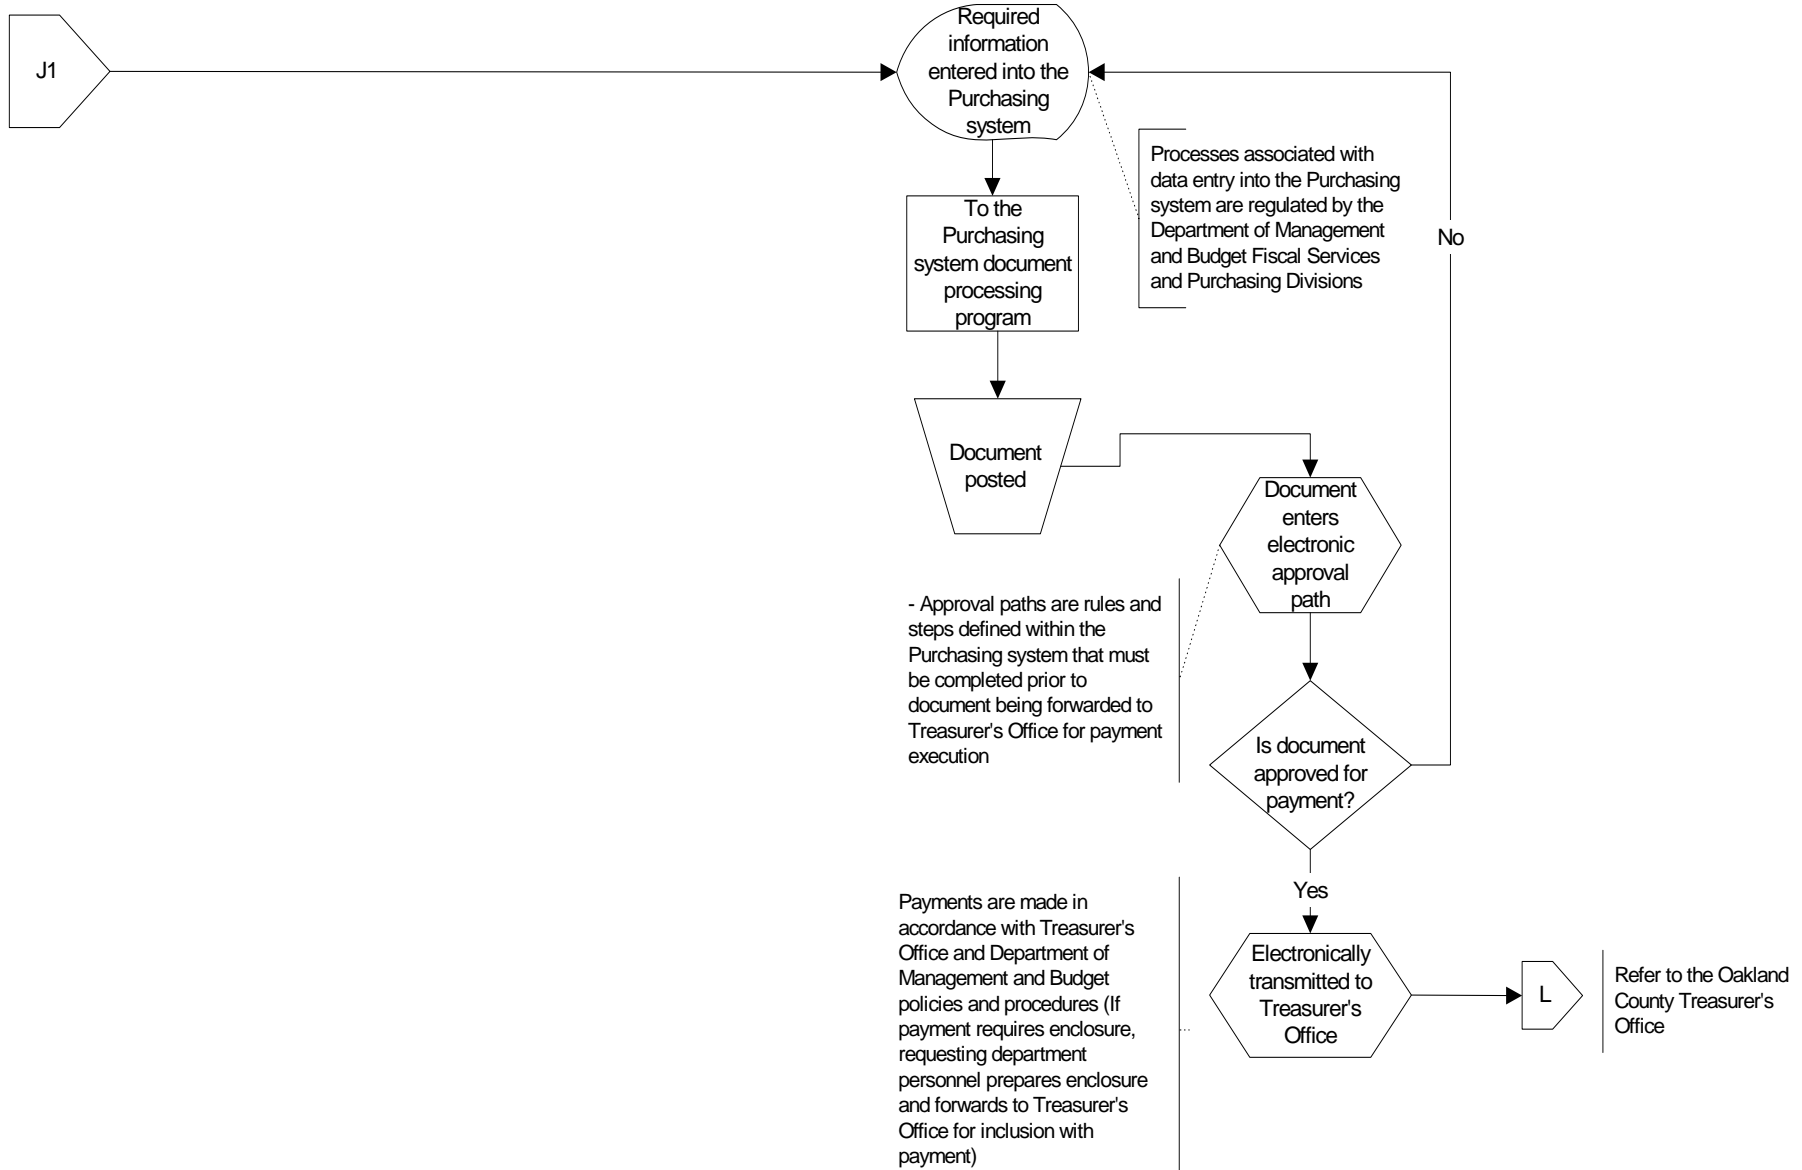 J1
Required
information
entered into the
Purchasing
system
Processes associated with
data entry into the Purchasing
system are regulated by the
Department of Management
and Budget Fiscal Services
and Purchasing Divisions
No
To the
Purchasing
system document
processing
program
Document
posted
Document
enters
electronic
approval
path
- Approval paths are rules and
steps defined within the
Purchasing system that must
be completed prior to
document being forwarded to
Treasurer's Office for payment
execution
Is document
approved for
payment?
Yes
Payments are made in
accordance with Treasurer's
Office and Department of
Management and Budget
policies and procedures (If
payment requires enclosure,
requesting department
personnel prepares enclosure
and forwards to Treasurer's
Office for inclusion with
payment)
Electronically
transmitted to
Treasurer's
Office
L
Refer to the Oakland
County Treasurer's
Office